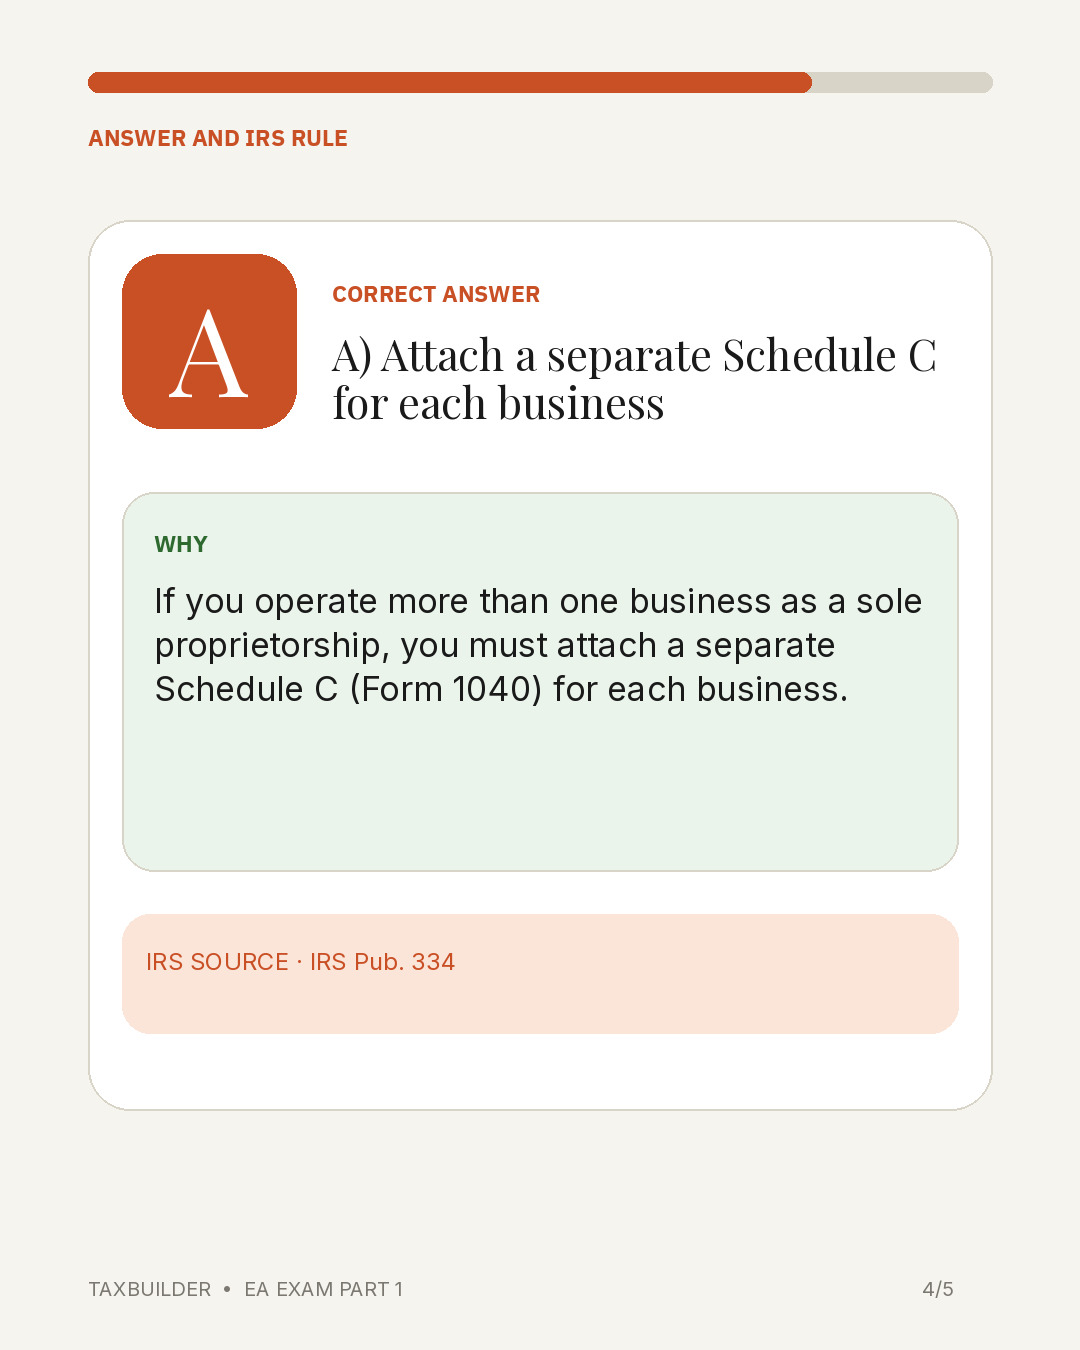 ANSWER AND IRS RULE
A
CORRECT ANSWER
A) Attach a separate Schedule C
for each business
WHY
If you operate more than one business as a sole
proprietorship, you must attach a separate
Schedule C (Form 1040) for each business.
IRS SOURCE · IRS Pub. 334
TAXBUILDER • EA EXAM PART 1
4/5